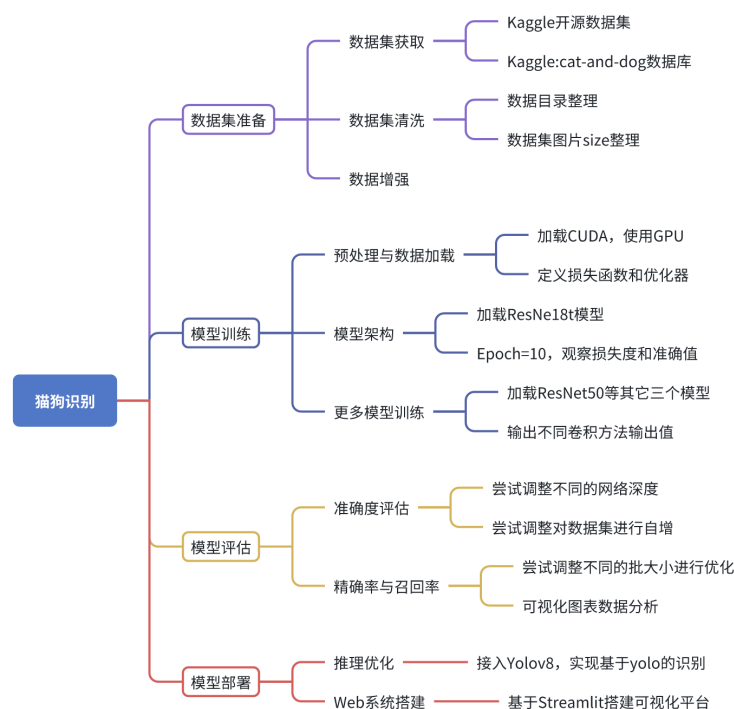 猫狗识别
数据集准备
数据集获取
Kaggle开源数据集
Kaggle:cat-and-dog数据库
数据集清洗
数据目录整理
数据集图片size整理
数据增强
模型训练
预处理与数据加载
加载CUDA，使用GPU
定义损失函数和优化器
模型架构
加载ResNe18t模型
Epoch=10，观察损失度和准确值
更多模型训练
加载ResNet50等其它三个模型
输出不同卷积方法输出值
模型评估
准确度评估
尝试调整不同的网络深度
尝试调整对数据集进行自增
精确率与召回率
尝试调整不同的批大小进行优化
可视化图表数据分析
模型部署
推理优化
接入Yolov8，实现基于yolo的识别
Web系统搭建
基于Streamlit搭建可视化平台